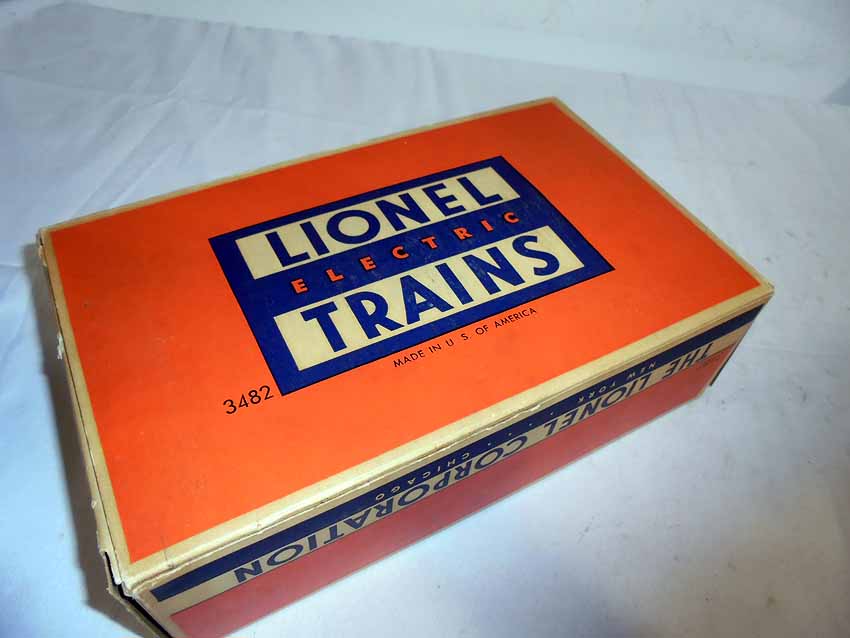 LIONEL
ELECTRIC
TRAINS
MADE IN U. S. OF AMERICA
3482
THE LIONEL CORPORATION
NEW YORK . . . . . CHICAGO